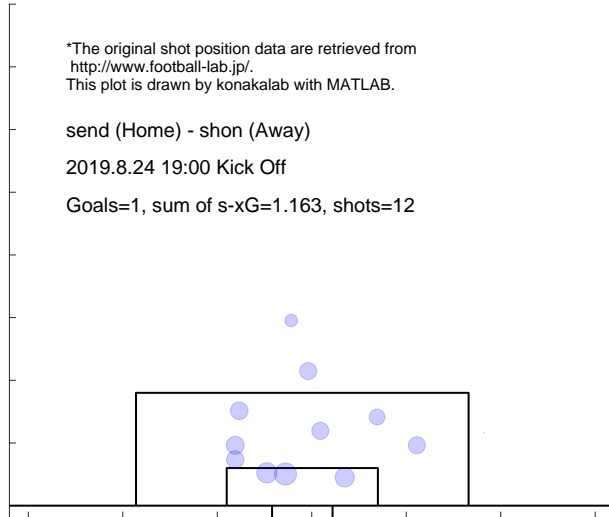 *The original shot position data are retrieved from
http://www.football-lab.jp/.
This plot is drawn by konakalab with MATLAB.
send (Home) - shon (Away)
2019.8.24 19:00 Kick Off
Goals=1, sum of s-xG=1.163, shots=12